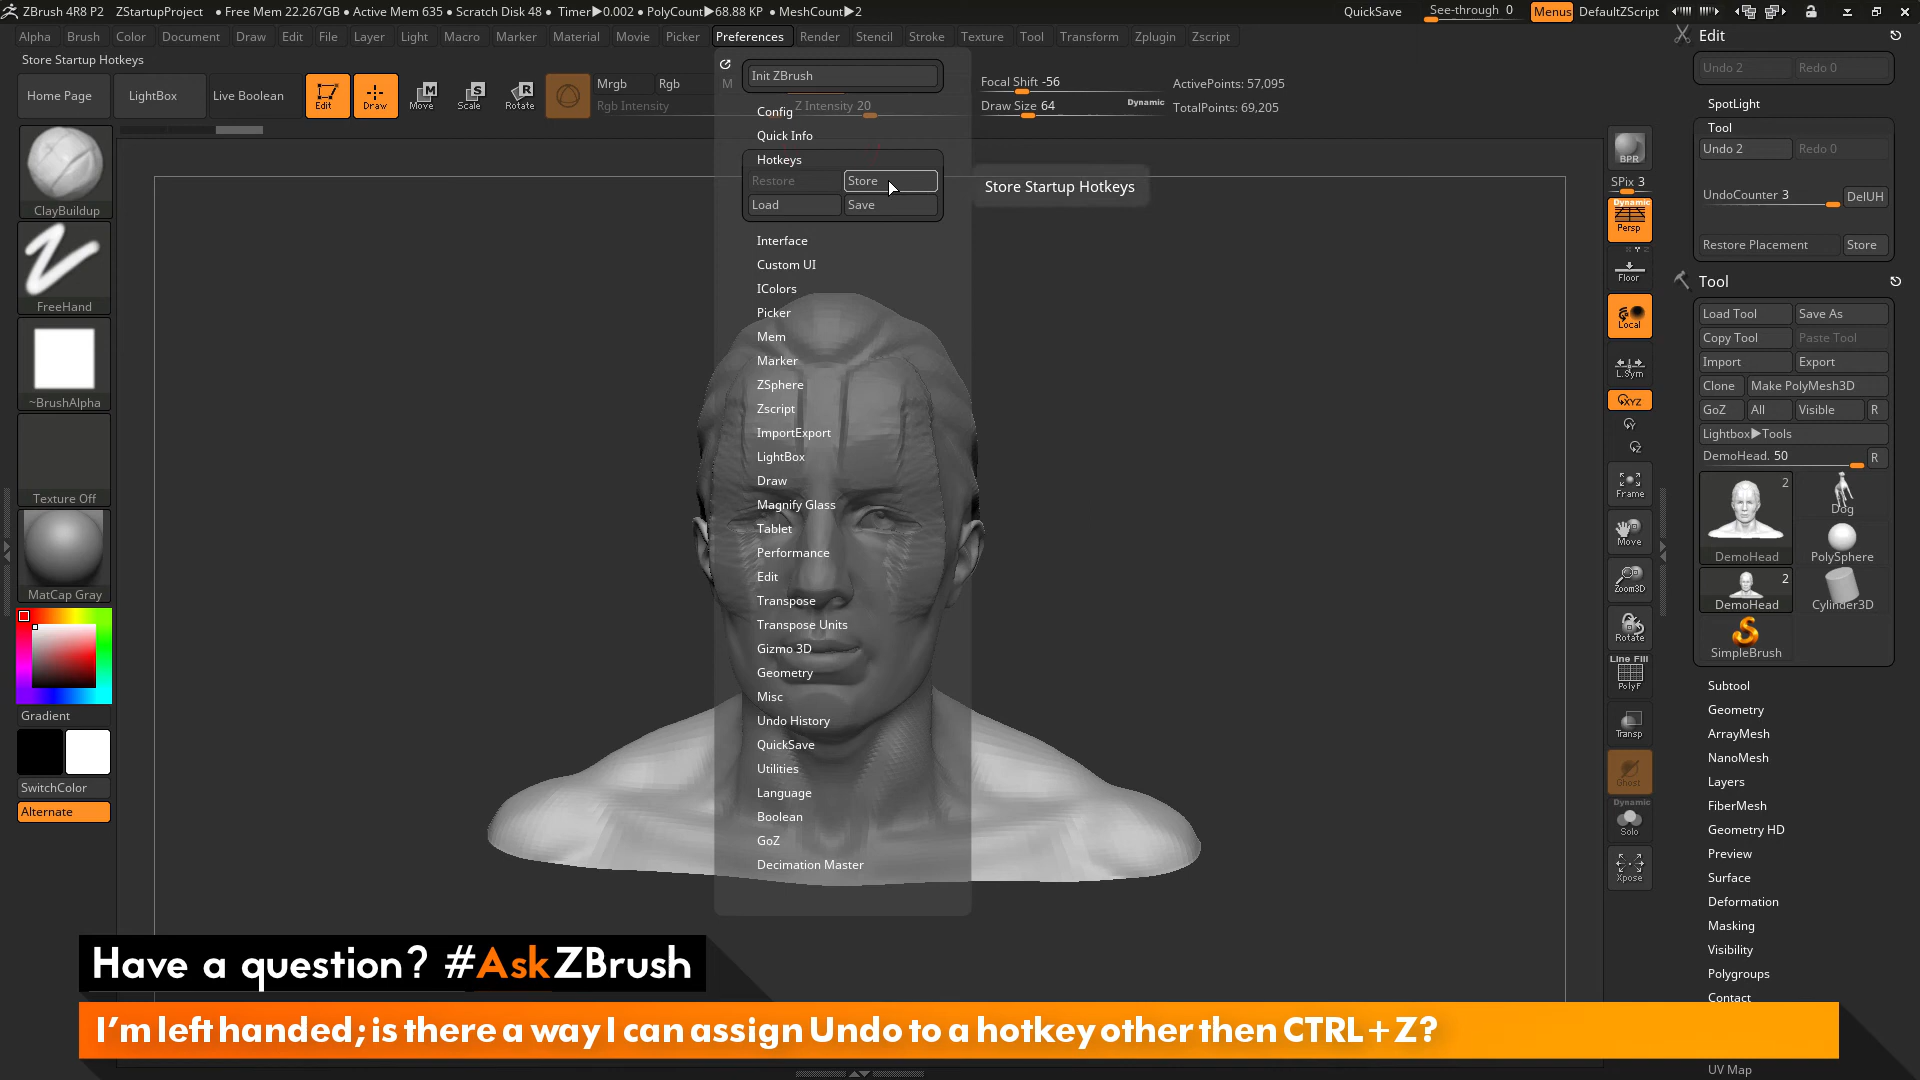 ZBrush 4R8 P2 ZStartupProject ● Free Mem 22.267GB ● Active Mem 635 ● Scratch Disk 48 ● Timer▶0.002 ● PolyCount▶68.88 KP ● MeshCount▶2 QuickSave See-through 0 Menus DefaultZScript
Alpha Brush Color Document Draw Edit File Layer Light Macro Marker Material Movie Picker Preferences Render Stencil Stroke Texture Tool Transform Zplugin Zscript
Store Startup Hotkeys
Home Page LightBox Live Boolean Edit Draw Move Scale Rotate Mrgb Rgb M
Rgb Intensity Z Intensity 20
Focal Shift -56
Draw Size 64 Dynamic
ActivePoints: 57,095
TotalPoints: 69,205
ClayBuildup
FreeHand
~BrushAlpha
Texture Off
MatCap Gray
Gradient
SwitchColor
Alternate
Init ZBrush
Config
Quick Info
Hotkeys
Restore Store
Load Save
Store Startup Hotkeys
Interface
Custom UI
IColors
Picker
Mem
Marker
ZSphere
Zscript
ImportExport
LightBox
Draw
Magnify Glass
Tablet
Performance
Edit
Transpose
Transpose Units
Gizmo 3D
Geometry
Misc
Undo History
QuickSave
Utilities
Language
Boolean
GoZ
Decimation Master
BPR
SPix 3
Dynamic
Persp
Floor
Local
L.Sym
XYZ
Y
Z
Frame
Move
Zoom3D
Rotate
Line Fill
PolyF
Transp
Ghost
Dynamic
Solo
Xpose
Edit
Undo 2 Redo 0
SpotLight
Tool
Undo 2 Redo 0
UndoCounter 3 DelUH
Restore Placement Store
Tool
Load Tool Save As
Copy Tool Paste Tool
Import Export
Clone Make PolyMesh3D
GoZ All Visible R
Lightbox▶Tools
DemoHead. 50 R
2
DemoHead
Dog
PolySphere
2
DemoHead
Cylinder3D
SimpleBrush
Subtool
Geometry
ArrayMesh
NanoMesh
Layers
FiberMesh
Geometry HD
Preview
Surface
Deformation
Masking
Visibility
Polygroups
Contact
UV Map
Have a question? #AskZBrush
I'm left handed; is there a way I can assign Undo to a hotkey other then CTRL+Z?